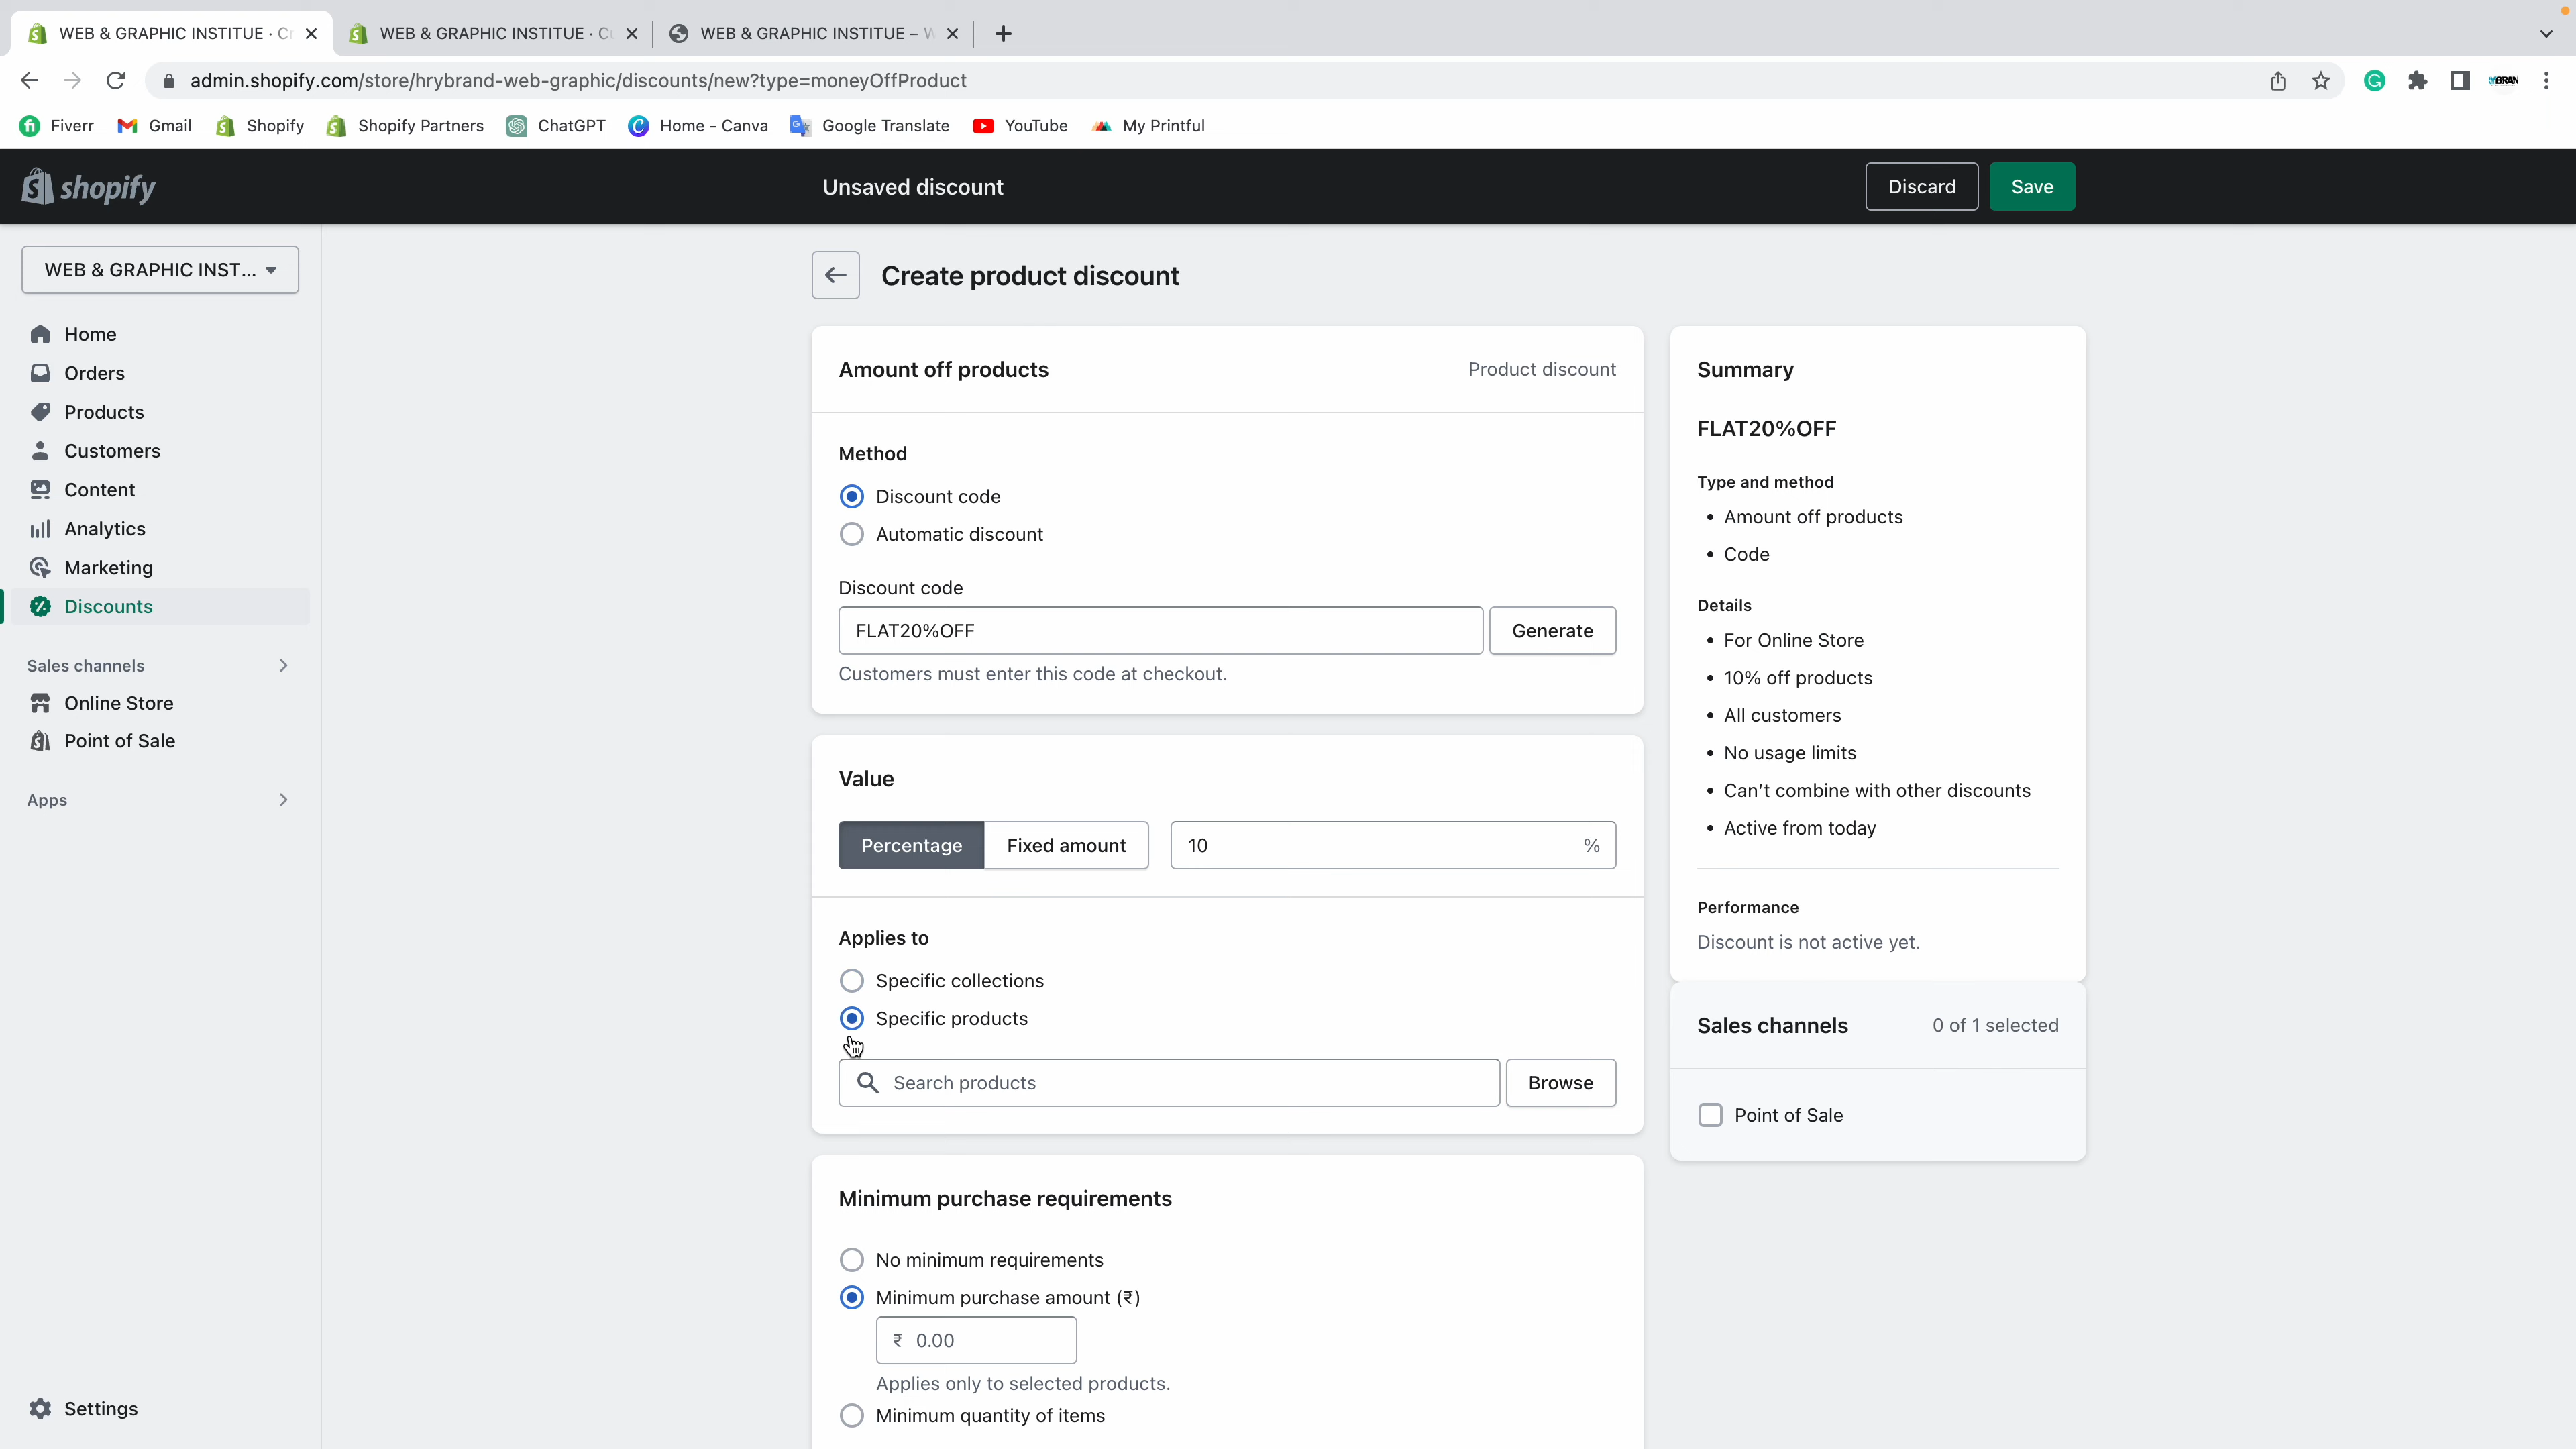 WEB & GRAPHIC INSTITUE · C
WEB & GRAPHIC INSTITUE · C
WEB & GRAPHIC INSTITUE –
admin.shopify.com/store/hrybrand-web-graphic/discounts/new?type=moneyOffProduct
Fiverr Gmail Shopify Shopify Partners ChatGPT Home - Canva Google Translate YouTube My Printful
shopify
Unsaved discount
Discard
Save
WEB & GRAPHIC INST...
Home
Orders
Products
Customers
Content
Analytics
Marketing
Discounts
Sales channels
Online Store
Point of Sale
Apps
Settings
Create product discount
Amount off products
Product discount
Method
Discount code
Automatic discount
Discount code
FLAT20%OFF
Generate
Customers must enter this code at checkout.
Value
Percentage
Fixed amount
10 %
Applies to
Specific collections
Specific products
Search products
Browse
Minimum purchase requirements
No minimum requirements
Minimum purchase amount (₹)
₹ 0.00
Applies only to selected products.
Minimum quantity of items
Summary
FLAT20%OFF
Type and method
• Amount off products
• Code
Details
• For Online Store
• 10% off products
• All customers
• No usage limits
• Can't combine with other discounts
• Active from today
Performance
Discount is not active yet.
Sales channels
0 of 1 selected
Point of Sale